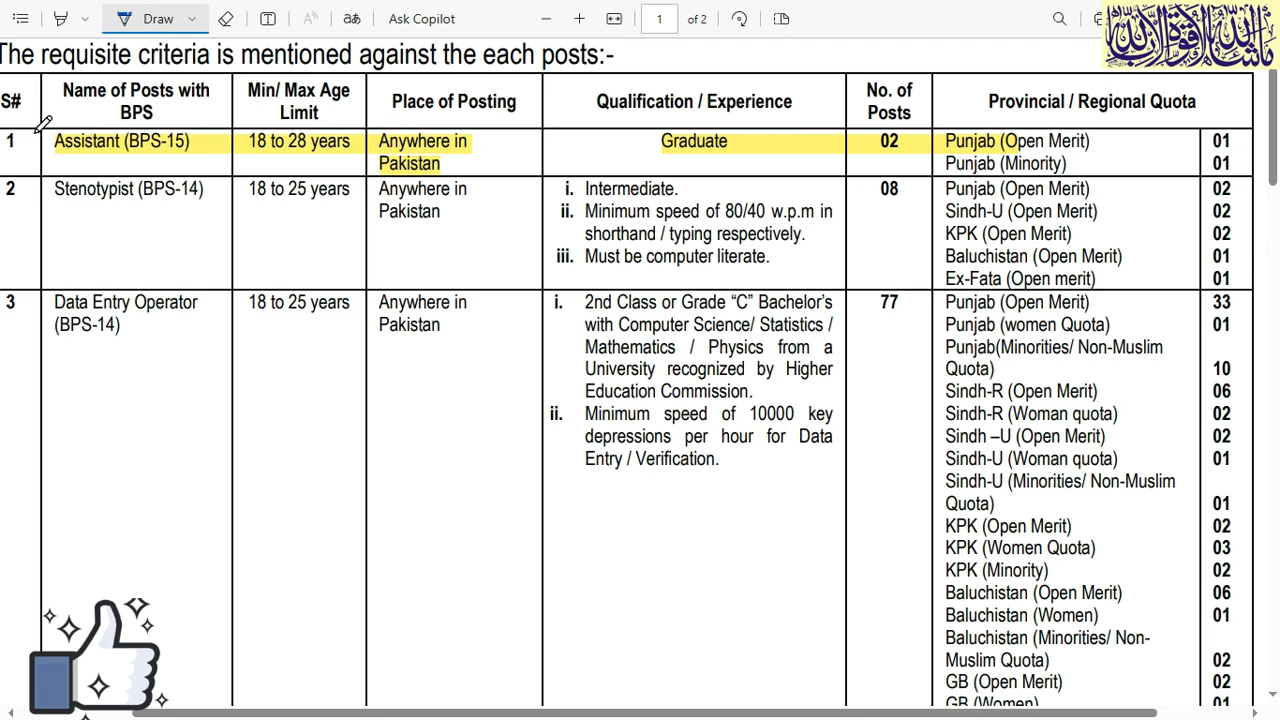 Draw
Ask Copilot
1 of 2
ماشاءالله لاقوة الا بالله
The requisite criteria is mentioned against the each posts:-
S# Name of Posts with BPS Min/ Max Age Limit Place of Posting Qualification / Experience No. of Posts Provincial / Regional Quota
1 Assistant (BPS-15) 18 to 28 years Anywhere in Graduate 02 Punjab (Open Merit) 01
Pakistan Punjab (Minority) 01
2 Stenotypist (BPS-14) 18 to 25 years Anywhere in i. Intermediate. 08 Punjab (Open Merit) 02
Pakistan ii. Minimum speed of 80/40 w.p.m in Sindh-U (Open Merit) 02
shorthand / typing respectively. KPK (Open Merit) 02
iii. Must be computer literate. Baluchistan (Open Merit) 01
Ex-Fata (Open merit) 01
3 Data Entry Operator 18 to 25 years Anywhere in i. 2nd Class or Grade “C” Bachelor’s 77 Punjab (Open Merit) 33
(BPS-14) Pakistan with Computer Science/ Statistics / Punjab (women Quota) 01
Mathematics / Physics from a Punjab(Minorities/ Non-Muslim
University recognized by Higher Quota) 10
Education Commission. Sindh-R (Open Merit) 06
ii. Minimum speed of 10000 key Sindh-R (Woman quota) 02
depressions per hour for Data Sindh –U (Open Merit) 02
Entry / Verification. Sindh-U (Woman quota) 01
Sindh-U (Minorities/ Non-Muslim
Quota) 01
KPK (Open Merit) 02
KPK (Women Quota) 03
KPK (Minority) 02
Baluchistan (Open Merit) 06
Baluchistan (Women) 01
Baluchistan (Minorities/ Non-
Muslim Quota) 02
GB (Open Merit) 02
GB (Women) 01